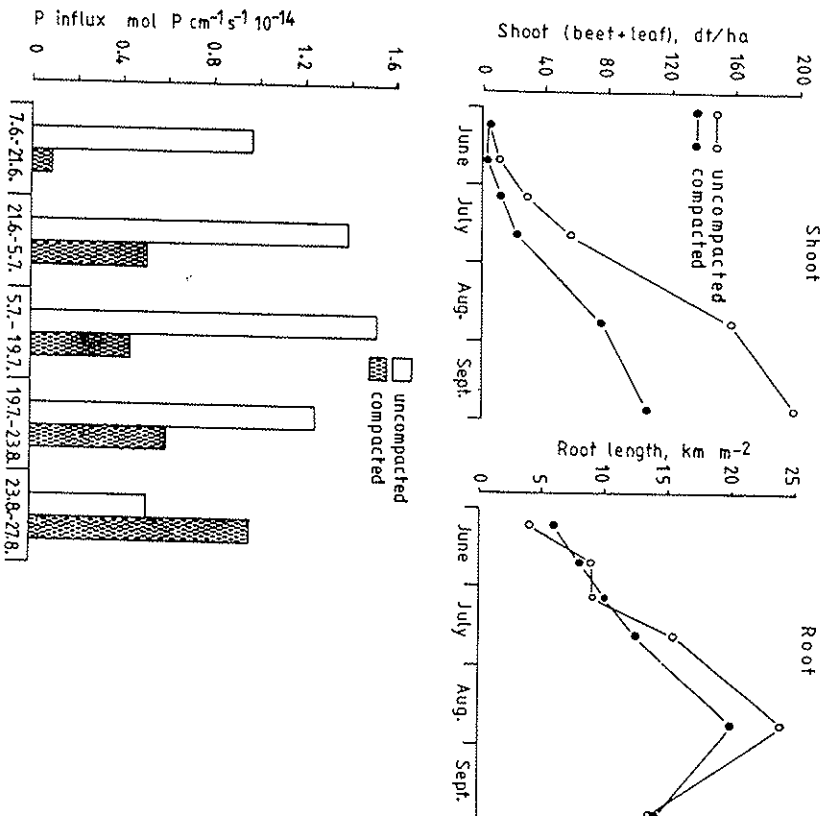 Shoot
Shoot (beet+leaf), dt/ha
200
160
120
80
40
0
uncompacted
compacted
June
July
Aug.
Sept.
Root
Root length, km m-2
25
20
15
10
5
0
June
July
Aug.
Sept.
P influx mol P cm-1 s-1 10-14
1.6
1.2
0.8
0.4
0
uncompacted
compacted
7.6.-21.6.
21.6.-5.7.
5.7.-19.7.
19.7.-23.8.
23.8.-27.8.